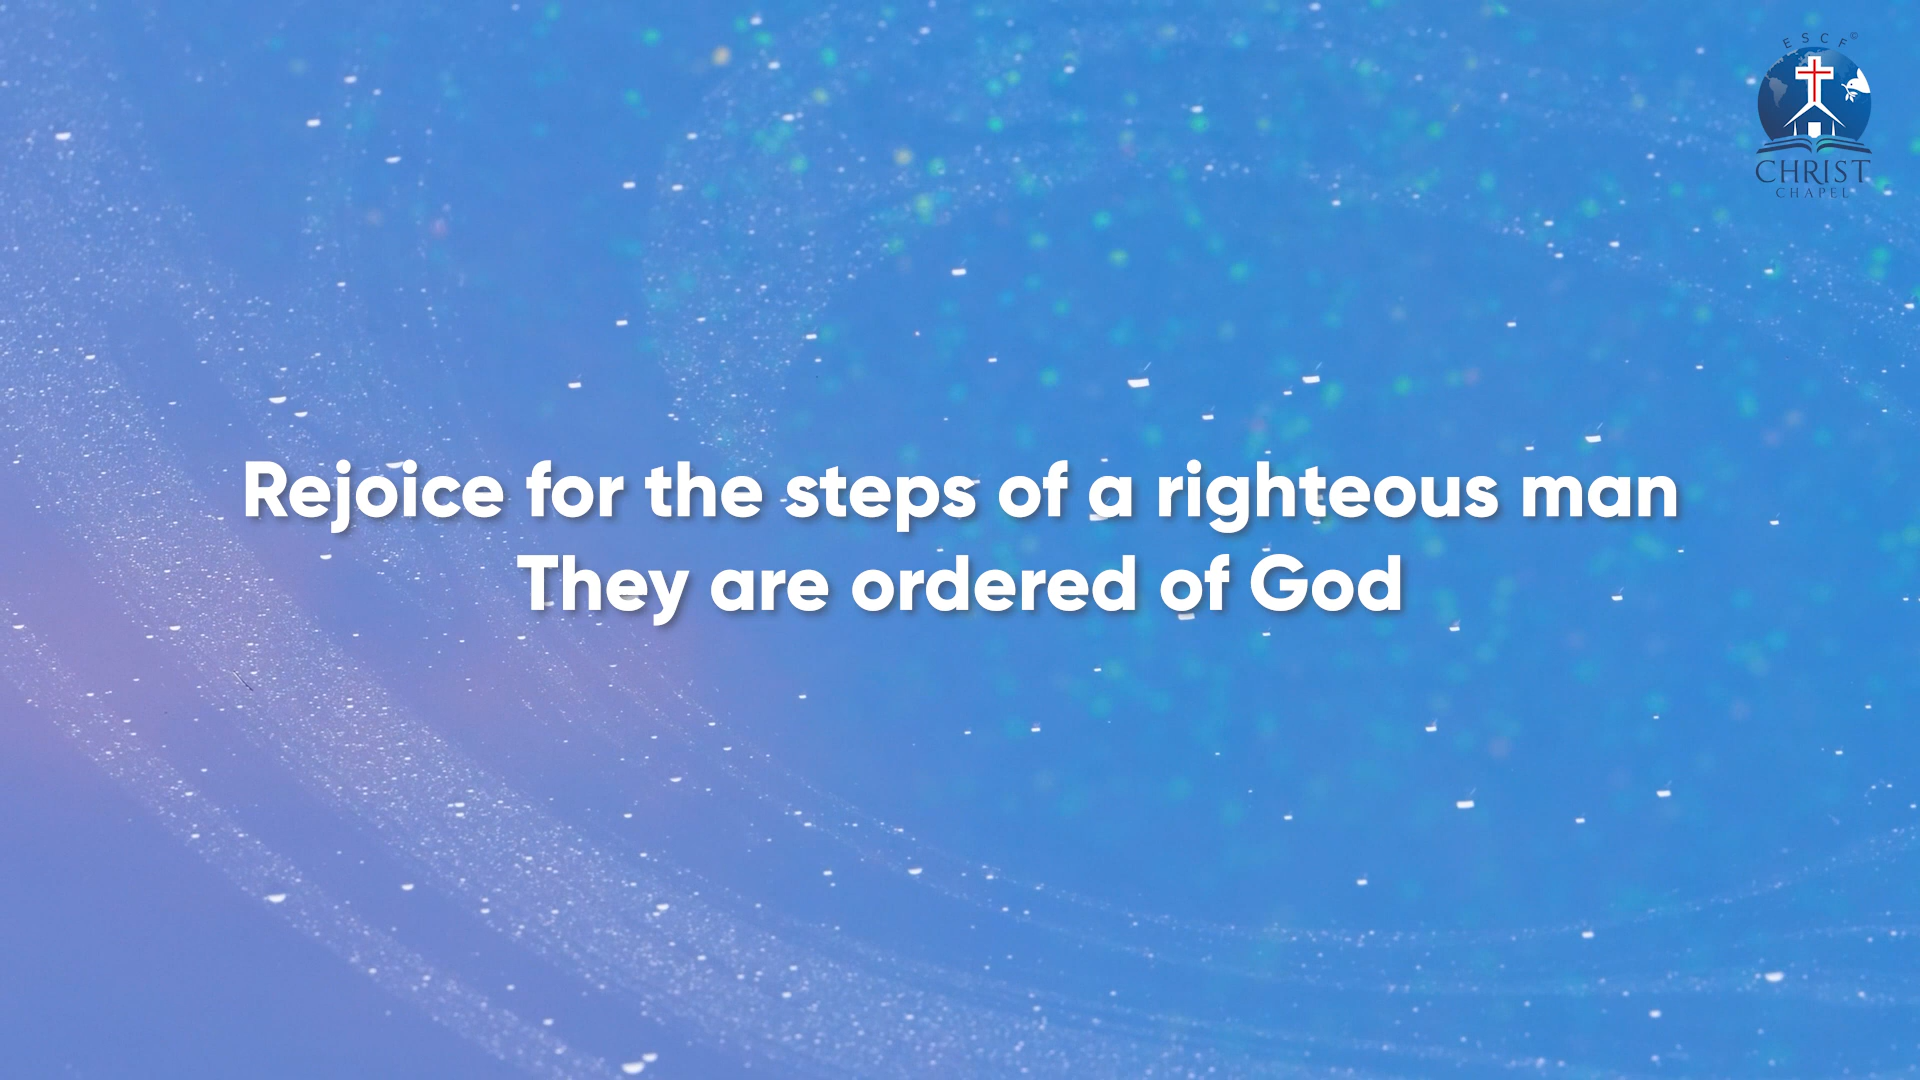 ESCF©
CHRIST
CHAPEL
Rejoice for the steps of a righteous man
They are ordered of God